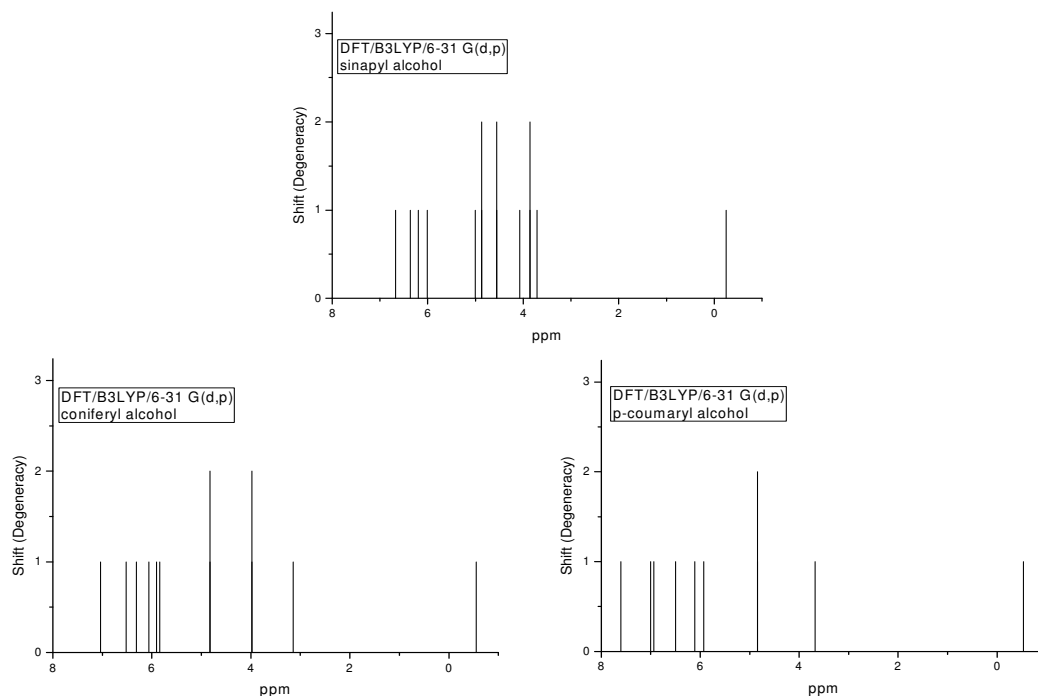 3
DFT/B3LYP/6-31 G(d,p)
sinapyl alcohol
2
Shift (Degeneracy)
1
0
8 6 4 2 0
ppm
3
DFT/B3LYP/6-31 G(d,p)
coniferyl alcohol
2
Shift (Degeneracy)
1
0
8 6 4 2 0
ppm
3
DFT/B3LYP/6-31 G(d,p)
p-coumaryl alcohol
2
Shift (Degeneracy)
1
0
8 6 4 2 0
ppm